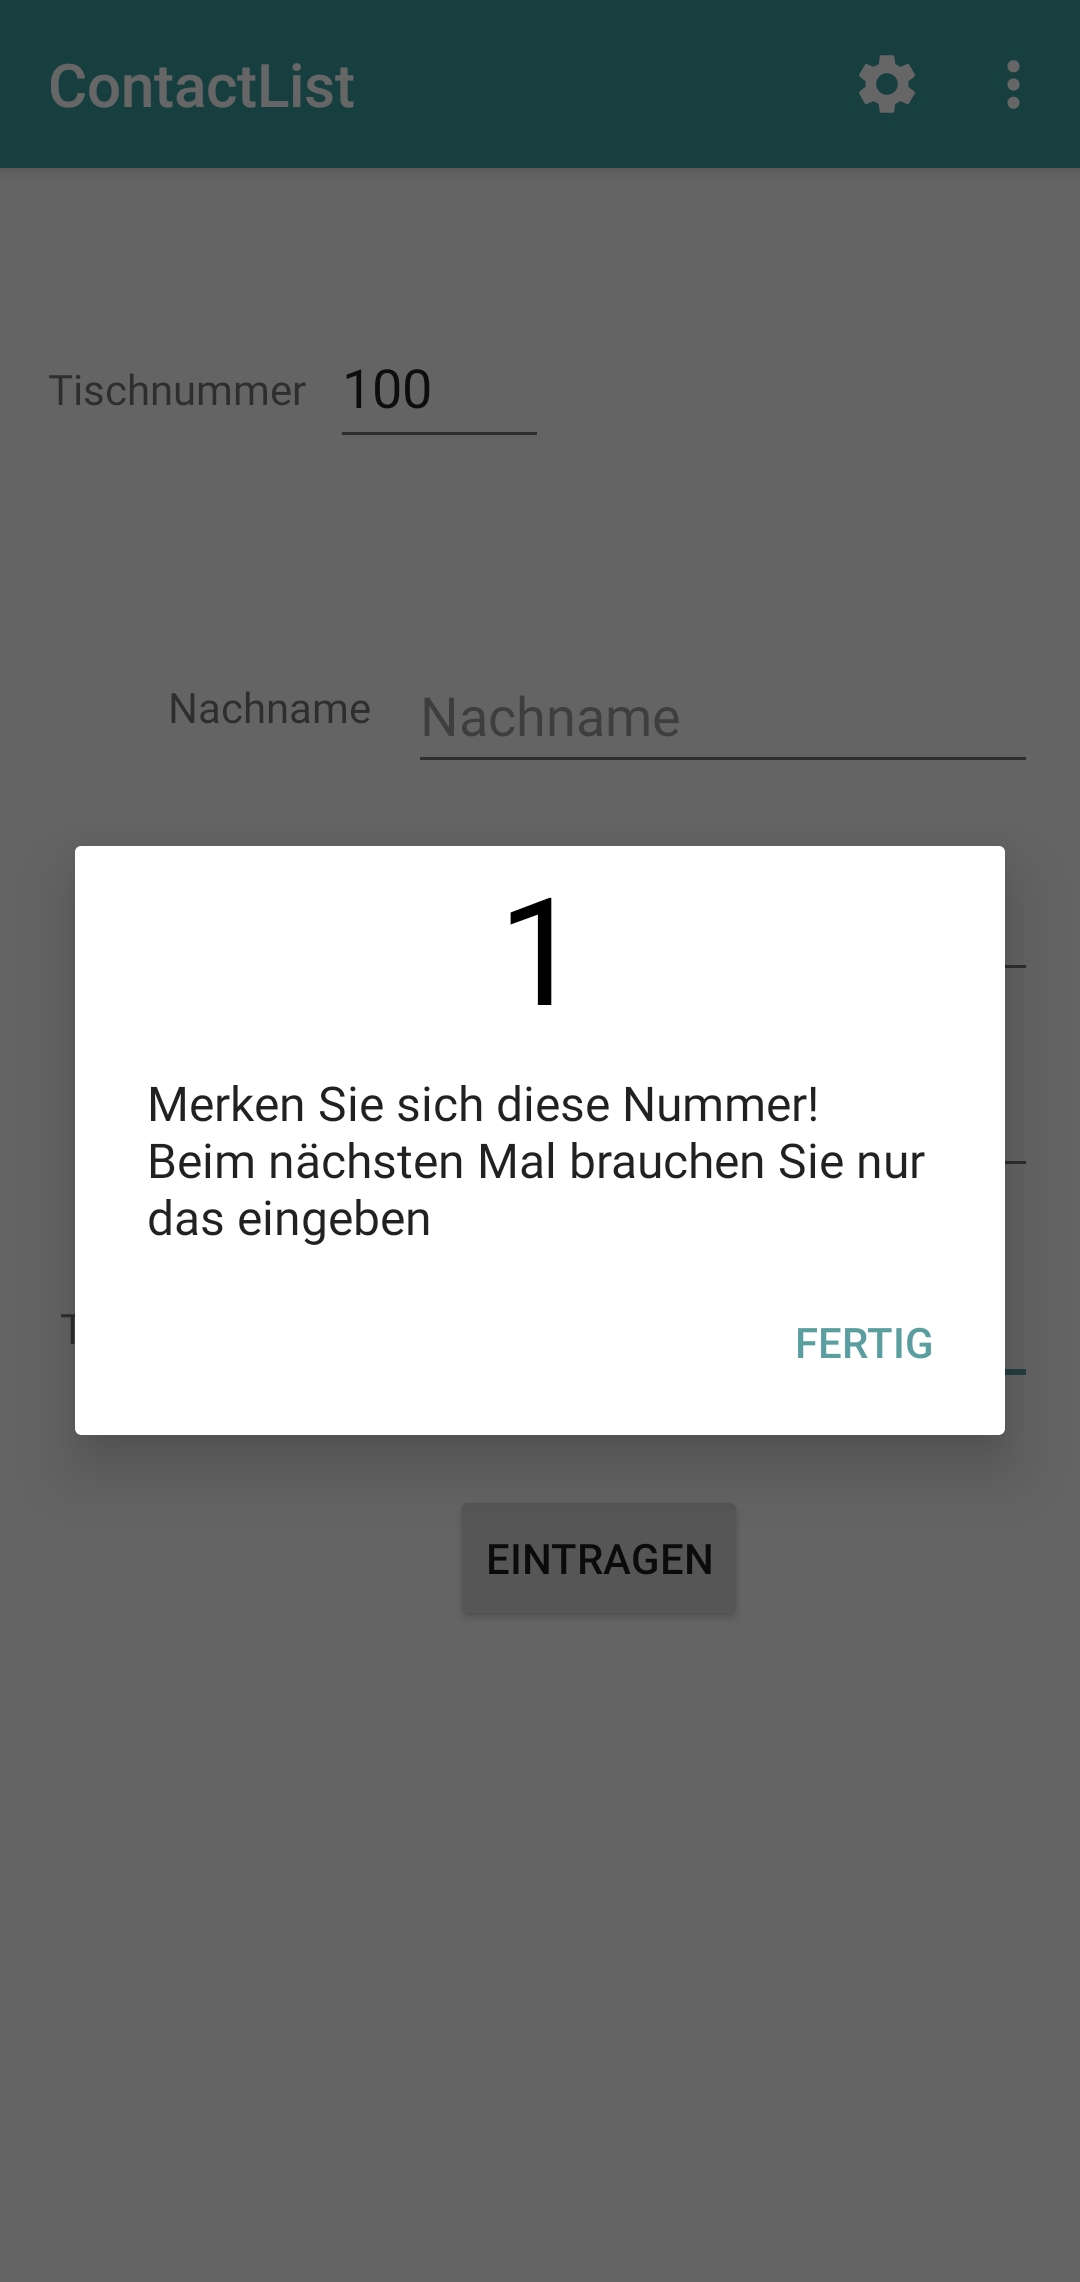 ContactList
Tischnummer 100
Nachname Nachname
1
Merken Sie sich diese Nummer!
Beim nächsten Mal brauchen Sie nur
das eingeben
FERTIG
EINTRAGEN